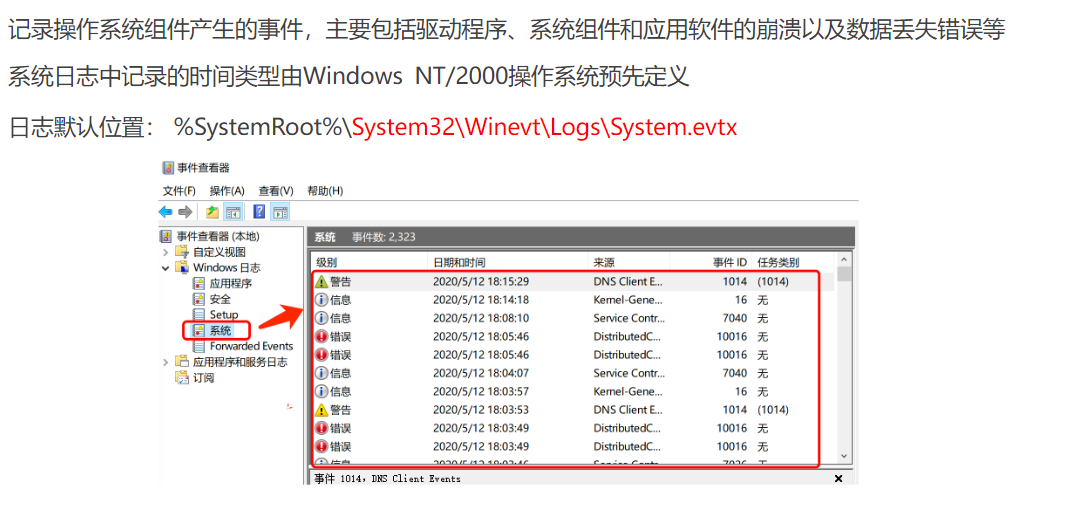 记录操作系统组件产生的事件，主要包括驱动程序、系统组件和应用软件的崩溃以及数据丢失错误等
系统日志中记录的时间类型由Windows NT/2000操作系统预先定义
日志默认位置： %SystemRoot%\System32\Winevt\Logs\System.evtx
事件查看器
文件(F) 操作(A) 查看(V) 帮助(H)
事件查看器 (本地)
自定义视图
Windows 日志
应用程序
安全
Setup
系统
Forwarded Events
应用程序和服务日志
订阅
系统 事件数: 2,323
级别 日期和时间 来源 事件 ID 任务类别
警告 2020/5/12 18:15:29 DNS Client E... 1014 (1014)
信息 2020/5/12 18:14:18 Kernel-Gene... 16 无
信息 2020/5/12 18:08:10 Service Contr... 7040 无
错误 2020/5/12 18:05:46 DistributedC... 10016 无
错误 2020/5/12 18:05:46 DistributedC... 10016 无
信息 2020/5/12 18:04:07 Service Contr... 7040 无
信息 2020/5/12 18:03:57 Kernel-Gene... 16 无
警告 2020/5/12 18:03:53 DNS Client E... 1014 (1014)
错误 2020/5/12 18:03:49 DistributedC... 10016 无
错误 2020/5/12 18:03:49 DistributedC... 10016 无
事件 1014，DNS Client Events